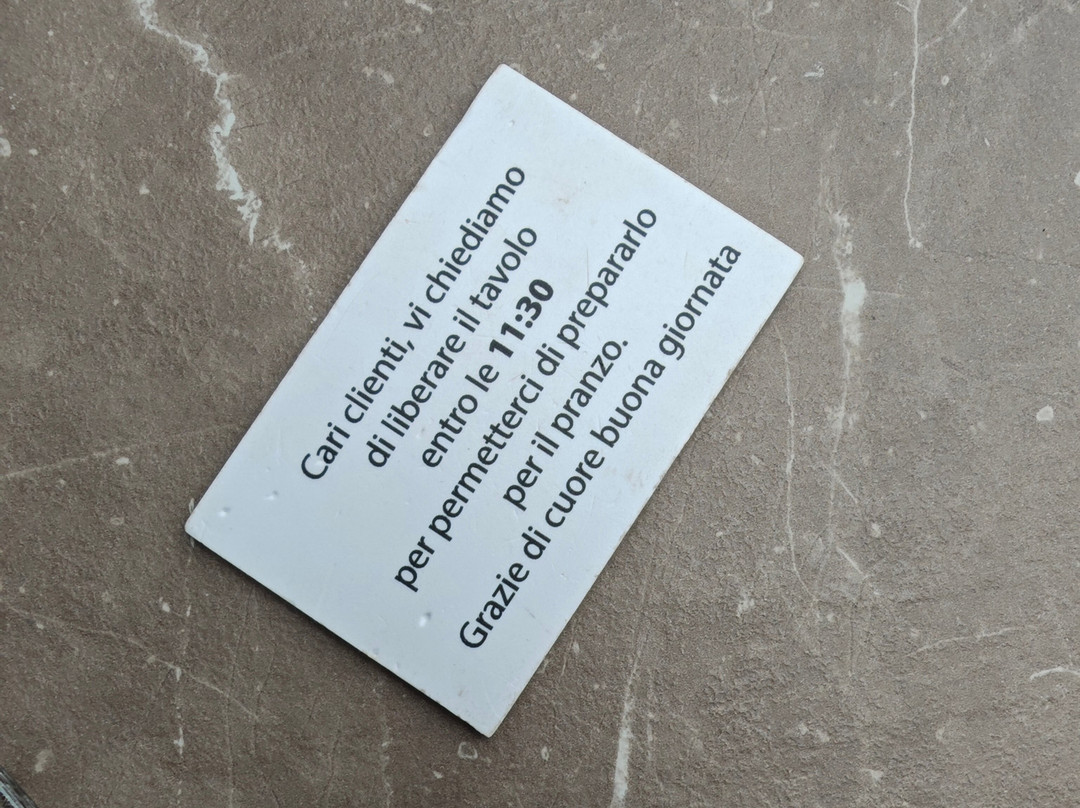 Cari clienti, vi chiediamo
di liberare il tavolo
entro le 11:30
per permetterci di prepararlo
per il pranzo.
Grazie di cuore buona giornata